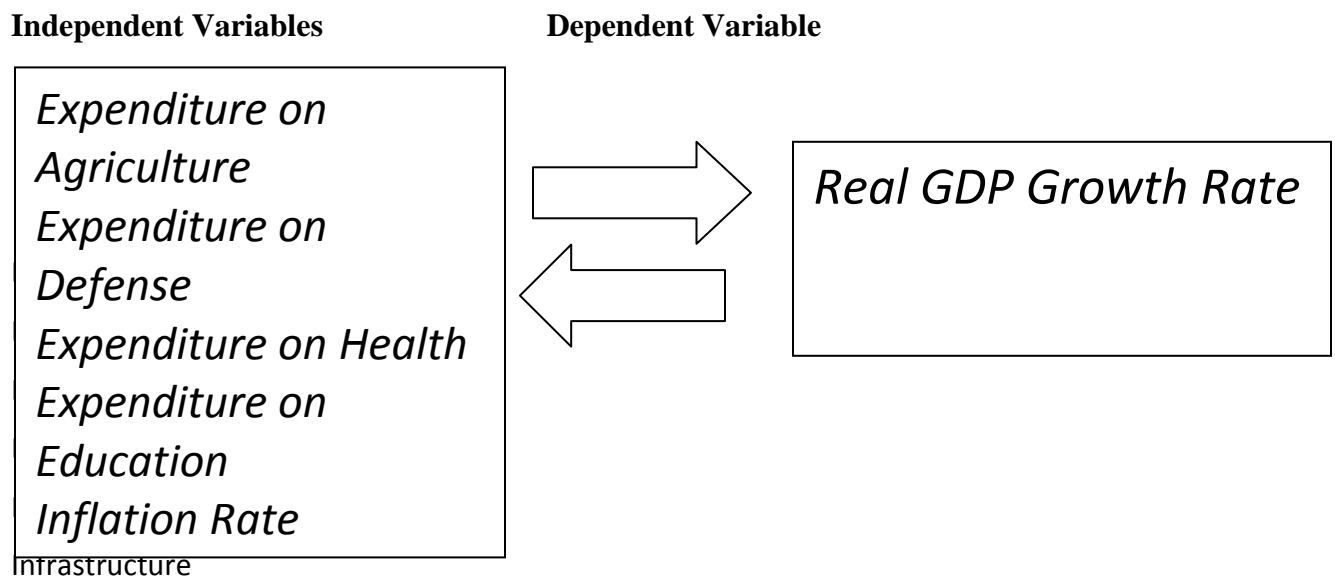 Independent Variables
Dependent Variable
Expenditure on
Agriculture
Expenditure on
Defense
Expenditure on Health
Expenditure on
Education
Inflation Rate
Infrastructure
Real GDP Growth Rate